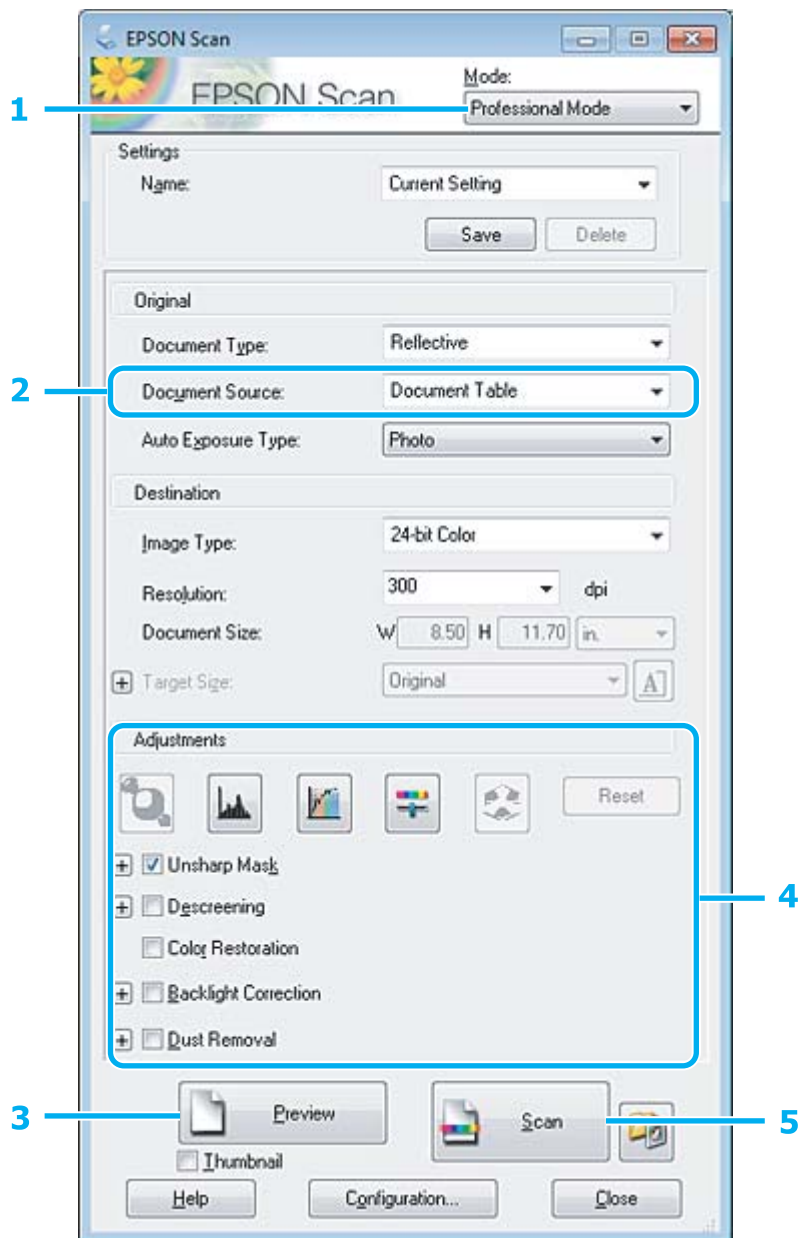 EPSON Scan
EPSON Scan
Mode:
1
Professional Mode
Settings
Name: Current Setting
Save Delete
Original
Document Type: Reflective
2
Document Source: Document Table
Auto Exposure Type: Photo
Destination
Image Type: 24-bit Color
Resolution: 300 dpi
Document Size: W 8.50 H 11.70 in.
Target Size: Original A
Adjustments
Reset
Unsharp Mask
4
Descreening
Color Restoration
Backlight Correction
Dust Removal
3
Preview Scan
5
Thumbnail
Help Configuration... Close